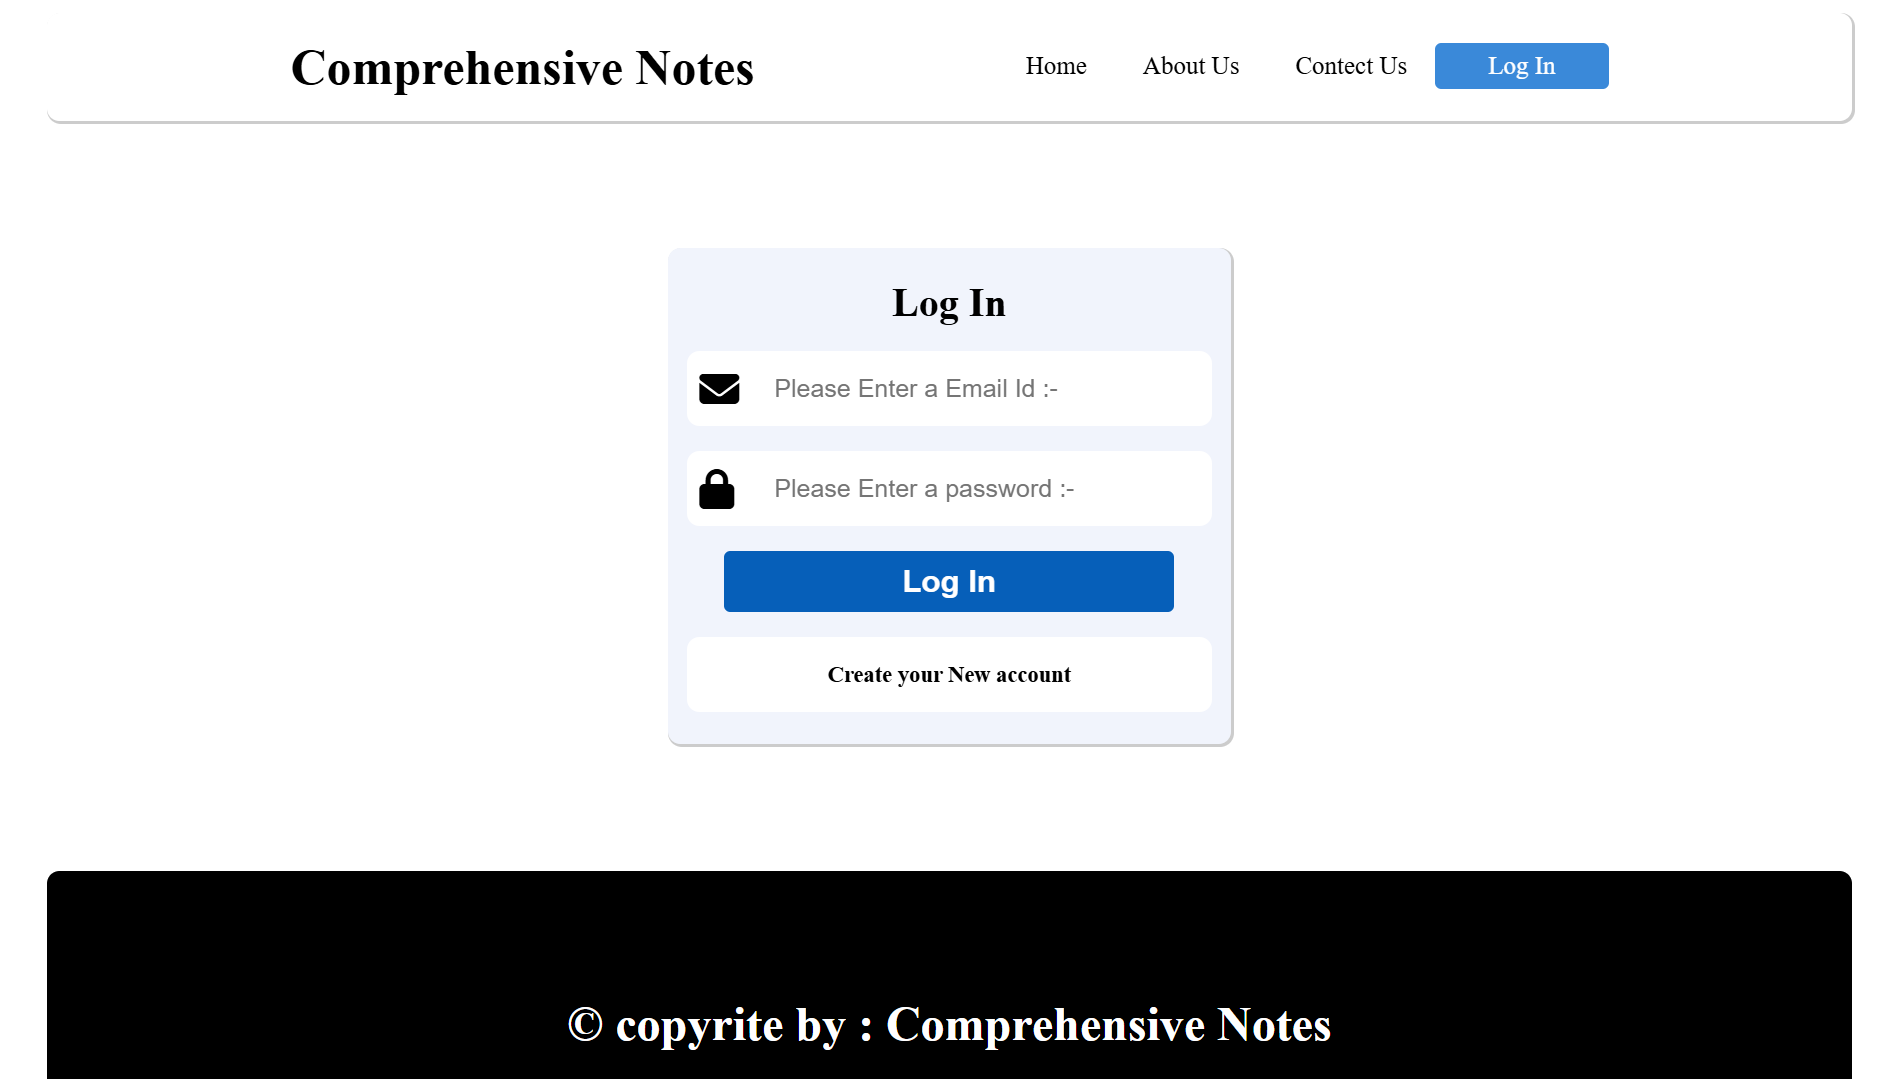 Comprehensive Notes
Home About Us Contect Us Log In
Log In
Please Enter a Email Id :-
Please Enter a password :-
Log In
Create your New account
© copyrite by : Comprehensive Notes